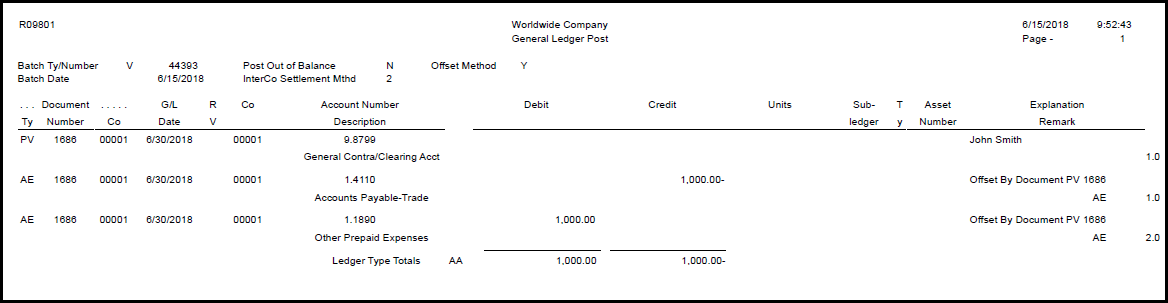 R09801 Worldwide Company 6/15/2018 9:52:43
General Ledger Post Page - 1
Batch Ty/Number V 44393 Post Out of Balance N Offset Method Y
Batch Date 6/15/2018 InterCo Settlement Mthd 2
. . . Document . . . . . G/L R Co Account Number Debit Credit Units Sub- T Asset Explanation
Ty Number Co Date V Description ledger y Number Remark
PV 1686 00001 6/30/2018 00001 9.8799 John Smith
General Contra/Clearing Acct 1.0
AE 1686 00001 6/30/2018 00001 1.4110 1,000.00- Offset By Document PV 1686
Accounts Payable-Trade AE 1.0
AE 1686 00001 6/30/2018 00001 1.1890 1,000.00 Offset By Document PV 1686
Other Prepaid Expenses AE 2.0
Ledger Type Totals AA 1,000.00 1,000.00-